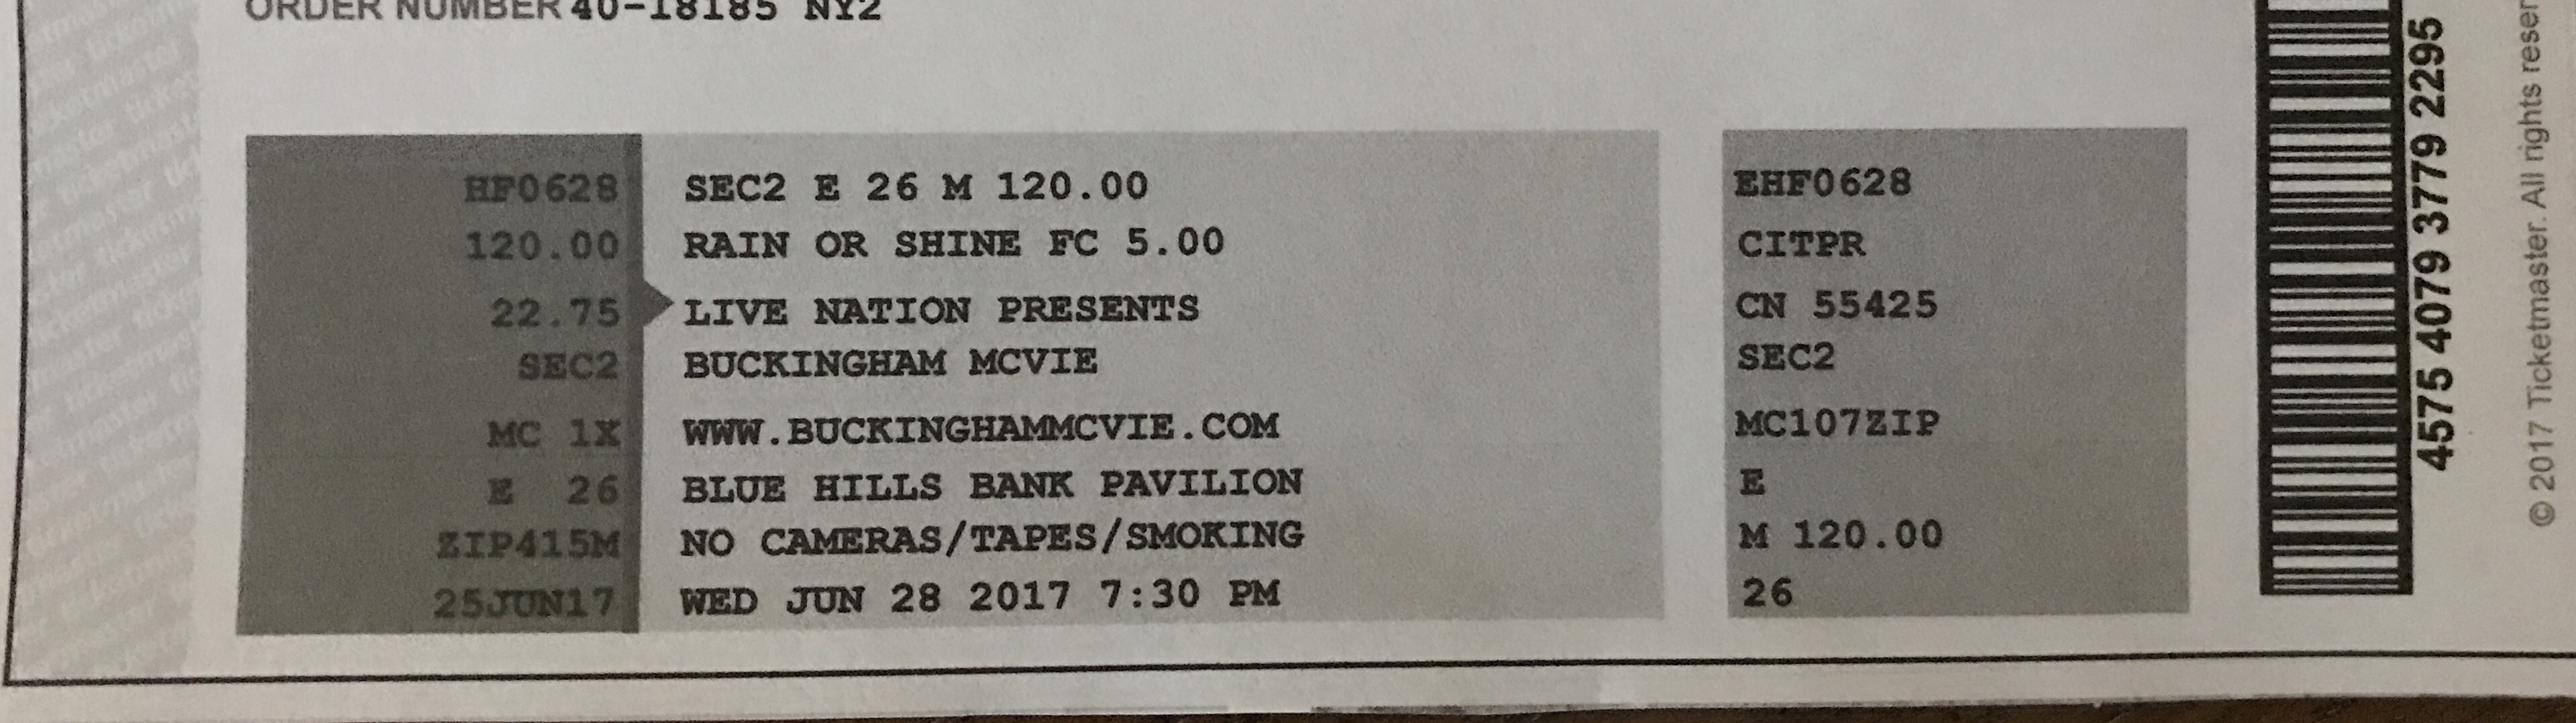 ORDER NUMBER 40-18185 NY2
HF0628
120.00
22.75
SEC2
MC 1X
E 26
ZIP415M
25JUN17
SEC2 E 26 M 120.00
RAIN OR SHINE FC 5.00
LIVE NATION PRESENTS
BUCKINGHAM MCVIE
WWW.BUCKINGHAMMCVIE.COM
BLUE HILLS BANK PAVILION
NO CAMERAS/TAPES/SMOKING
WED JUN 28 2017 7:30 PM
EHF0628
CITPR
CN 55425
SEC2
MC107ZIP
E
M 120.00
26
4575 4079 3779 2295
© 2017 Ticketmaster. All rights reser